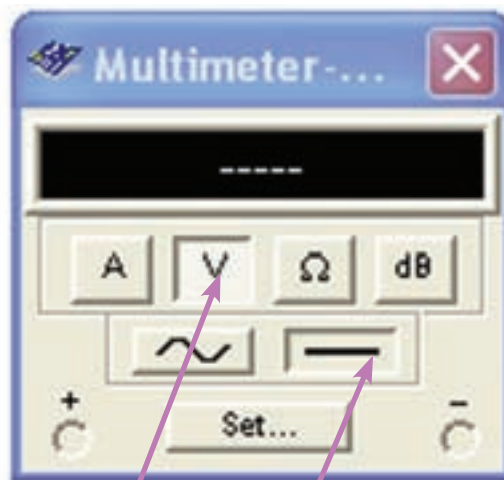 Multimeter-...
-----
A V Ω dB
+ Set... -